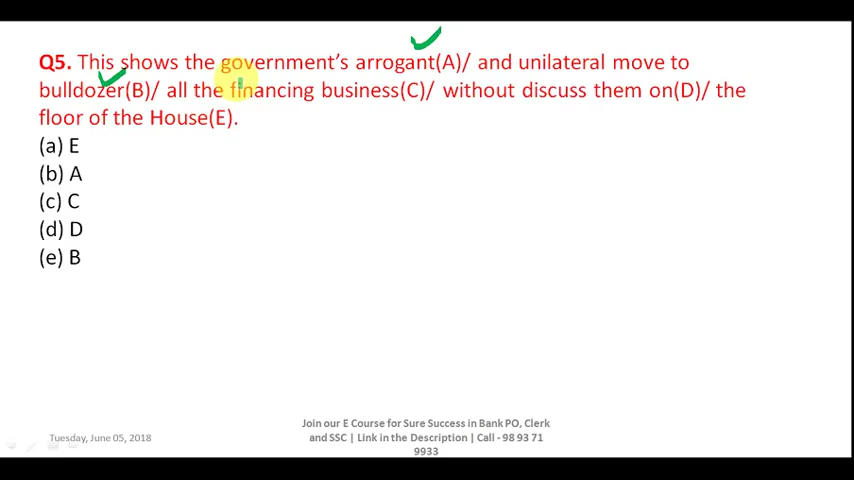 Q5. This shows the government's arrogant(A)/ and unilateral move to
bulldozer(B)/ all the financing business(C)/ without discuss them on(D)/ the
floor of the House(E).
(a) E
(b) A
(c) C
(d) D
(e) B
Join our E Course for Sure Success in Bank PO, Clerk
Tuesday, June 05, 2018
and SSC | Link in the Description | Call - 98 93 71
9933